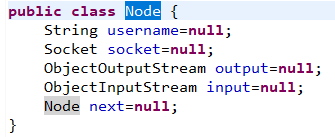 public class Node {
    String username=null;
    Socket socket=null;
    ObjectOutputStream output=null;
    ObjectInputStream input=null;
    Node next=null;
}